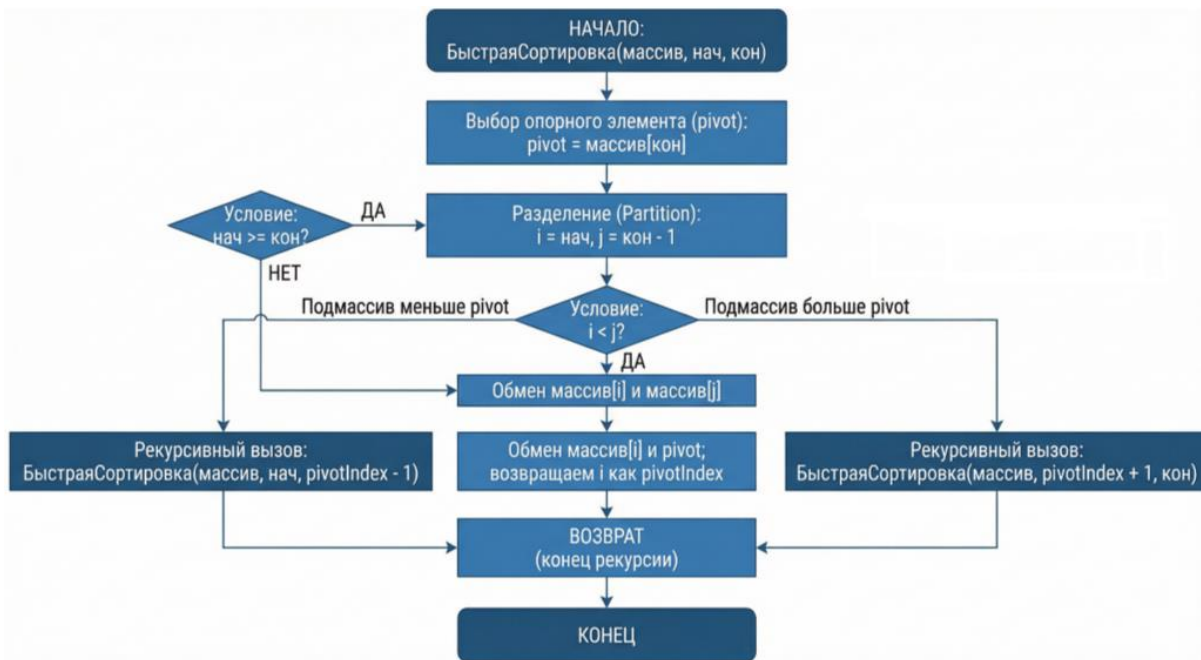 НАЧАЛО:
БыстраяСортировка(массив, нач, кон)
Выбор опорного элемента (pivot):
pivot = массив[кон]
Условие:
нач >= кон?
ДА
НЕТ
Разделение (Partition):
i = нач, j = кон - 1
Подмассив меньше pivot
Условие:
i < j?
Подмассив больше pivot
ДА
Обмен массив[i] и массив[j]
Рекурсивный вызов:
БыстраяСортировка(массив, нач, pivotIndex - 1)
Обмен массив[i] и pivot;
возвращаем i как pivotIndex
Рекурсивный вызов:
БыстраяСортировка(массив, pivotIndex + 1, кон)
ВОЗВРАТ
(конец рекурсии)
КОНЕЦ